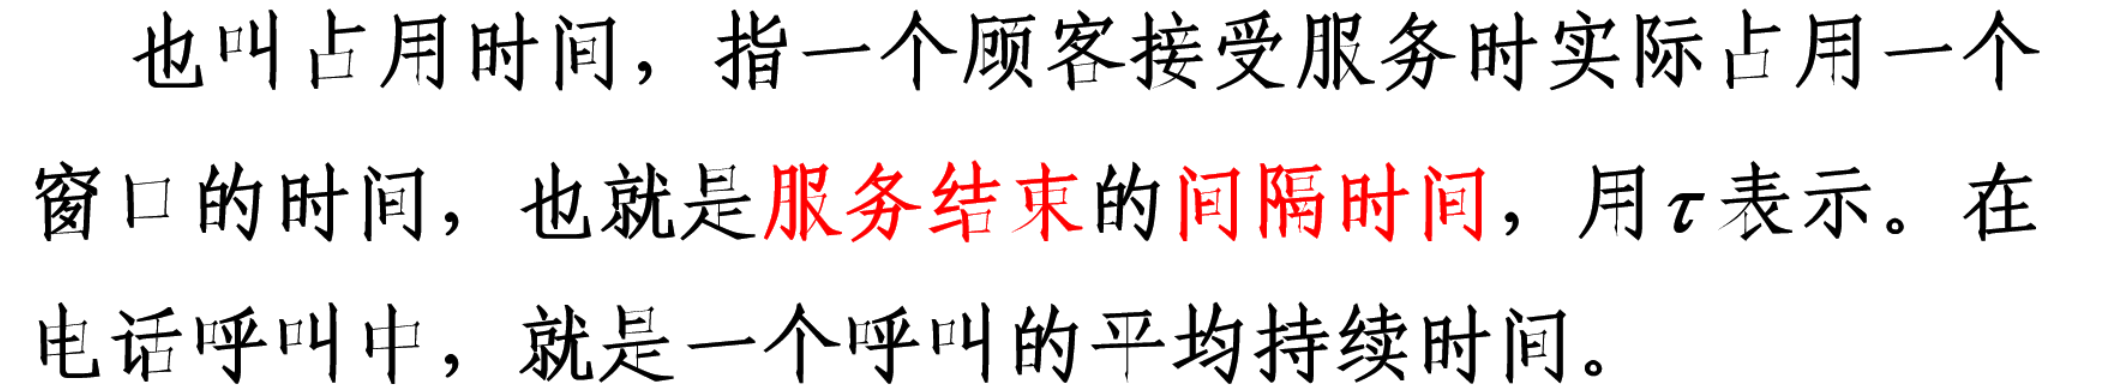 也叫占用时间，指一个顾客接受服务时实际占用一个
窗口的时间，也就是服务结束的间隔时间，用τ表示。在
电话呼叫中，就是一个呼叫的平均持续时间。